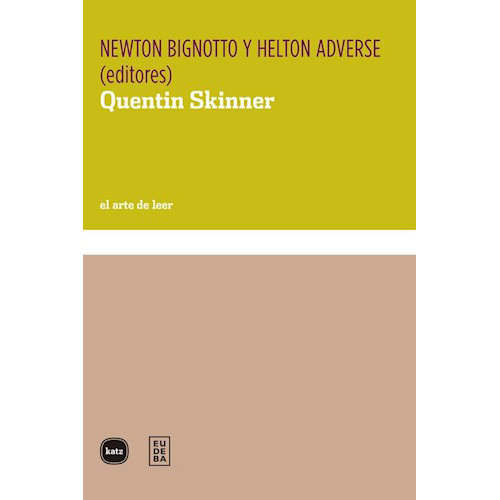 NEWTON BIGNOTTO Y HELTON ADVERSE
(editores)
Quentin Skinner
el arte de leer
katz
EU
DE
BA